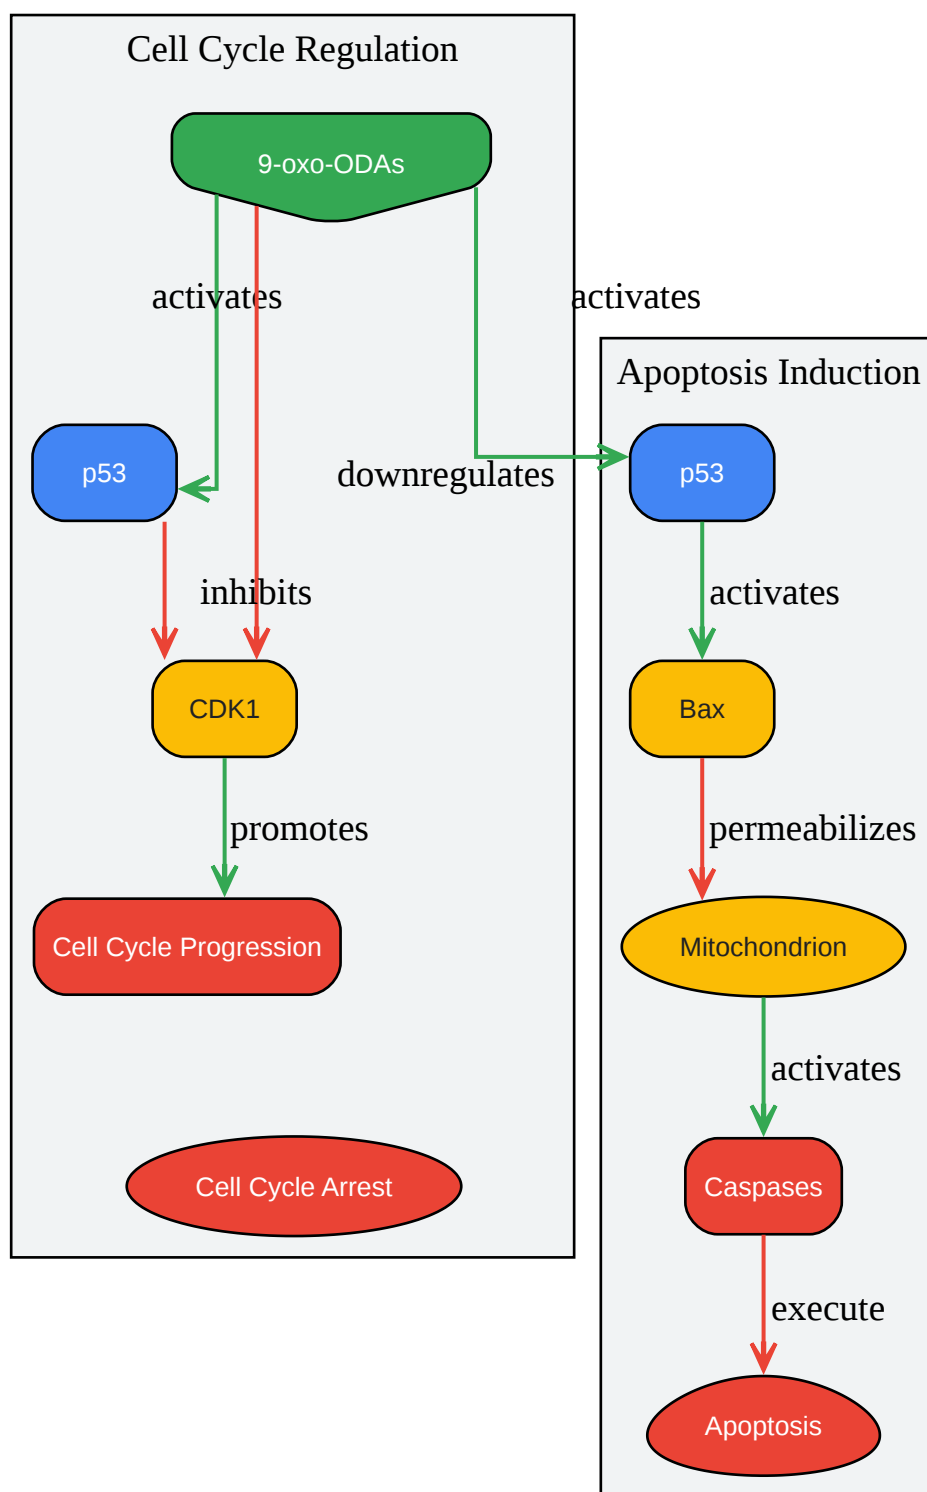 Cell Cycle Regulation
9-oxo-ODAs
activates
activates
Apoptosis Induction
p53
downregulates
p53
inhibits
activates
CDK1
Bax
promotes
permeabilizes
Cell Cycle Progression
Mitochondrion
activates
Cell Cycle Arrest
Caspases
execute
Apoptosis